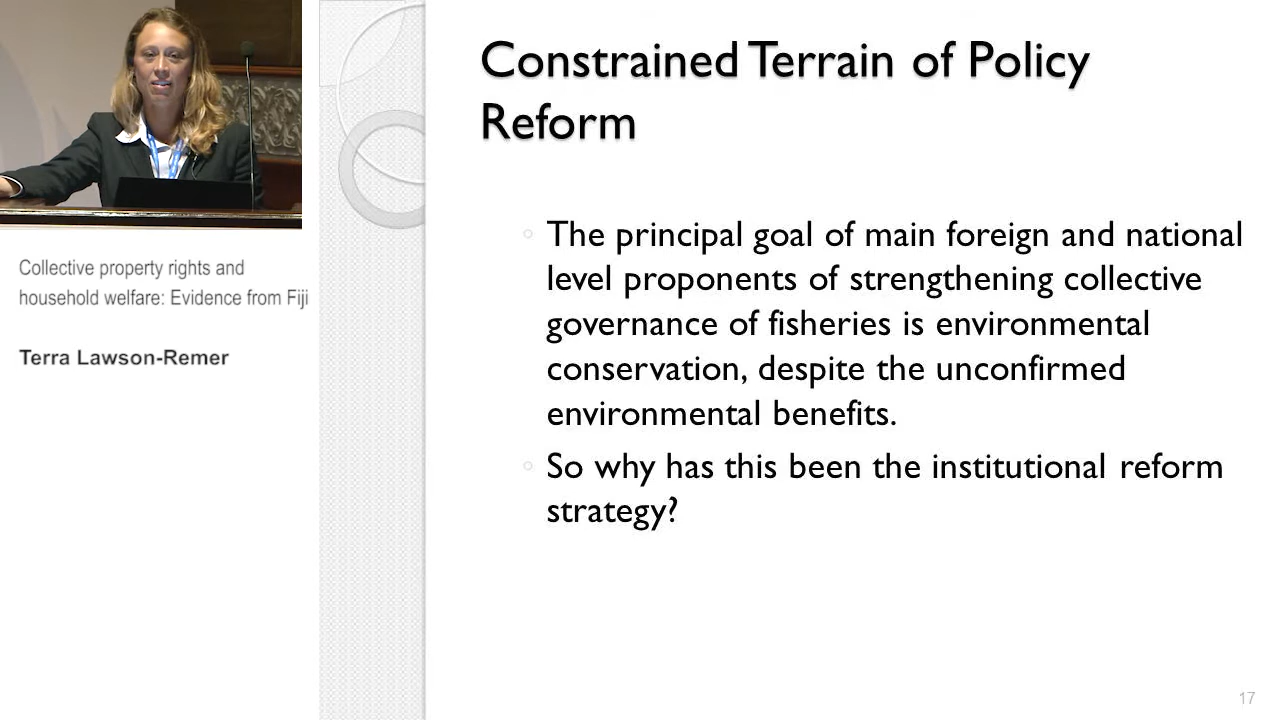 Constrained Terrain of Policy
Reform
The principal goal of main foreign and national
level proponents of strengthening collective
governance of fisheries is environmental
conservation, despite the unconfirmed
environmental benefits.
So why has this been the institutional reform
strategy?
Collective property rights and
household welfare: Evidence from Fiji
Terra Lawson-Remer
17